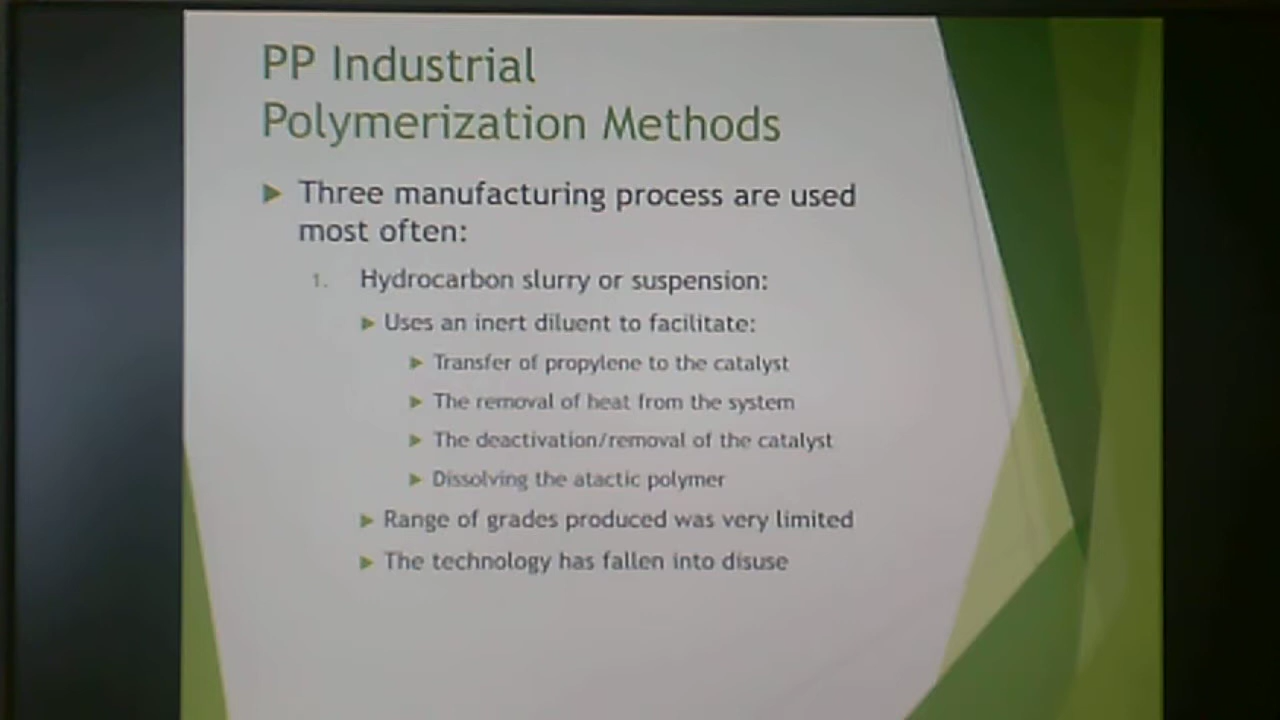 PP Industrial
Polymerization Methods
Three manufacturing process are used
most often:
1. Hydrocarbon slurry or suspension:
Uses an inert diluent to facilitate:
Transfer of propylene to the catalyst
The removal of heat from the system
The deactivation/removal of the catalyst
Dissolving the atactic polymer
Range of grades produced was very limited
The technology has fallen into disuse